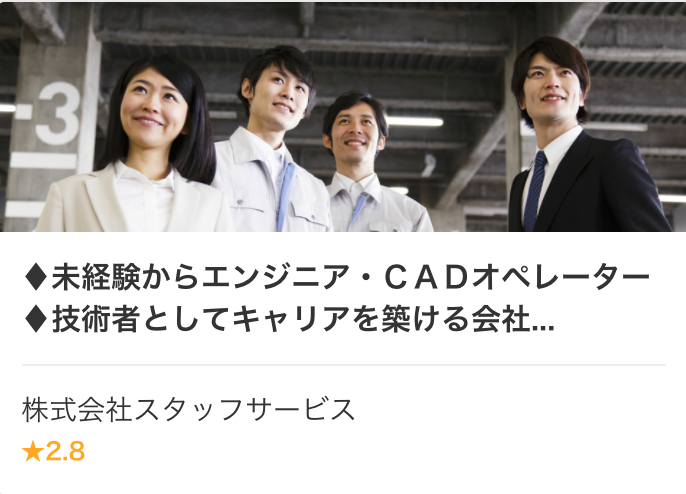 3
♦未経験からエンジニア・ＣＡＤオペレーター
♦技術者としてキャリアを築ける会社...
株式会社スタッフサービス
★2.8